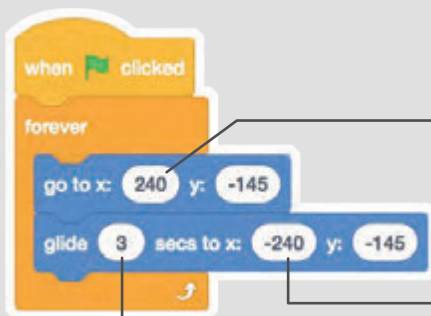 when clicked
forever
go to x: 240 y: -145
glide 3 secs to x: -240 y: -145